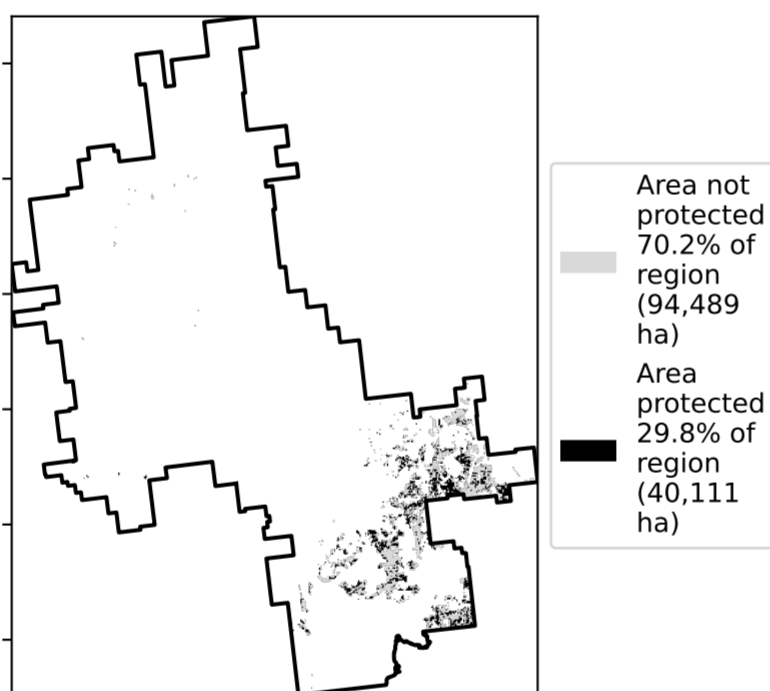 Area not
protected
70.2% of
region
(94,489
ha)
Area
protected
29.8% of
region
(40,111
ha)